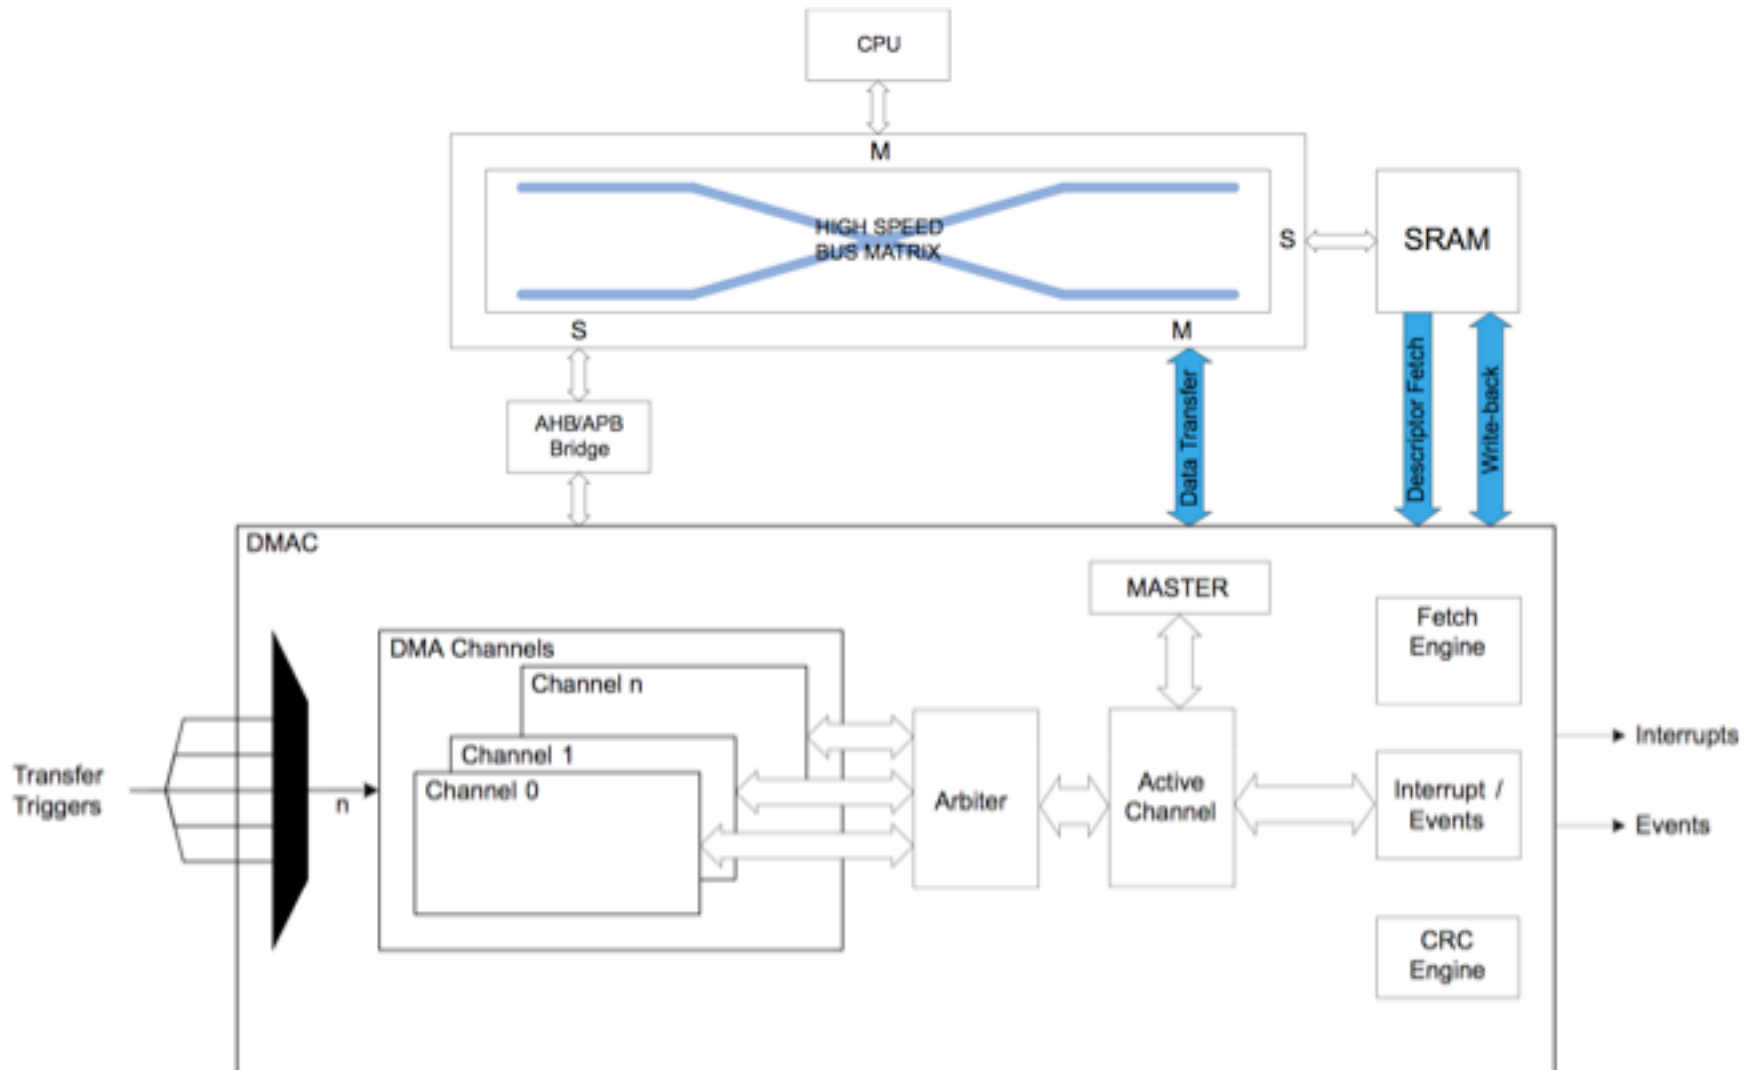 CPU
M
HIGH SPEED
BUS MATRIX
S
SRAM
S
M
AHB/APB
Bridge
Data Transfer
Descriptor Fetch
Write-back
DMAC
MASTER
Fetch
Engine
DMA Channels
Channel n
Channel 1
Channel 0
Transfer
Triggers
n
Arbiter
Active
Channel
Interrupt /
Events
Interrupts
Events
CRC
Engine